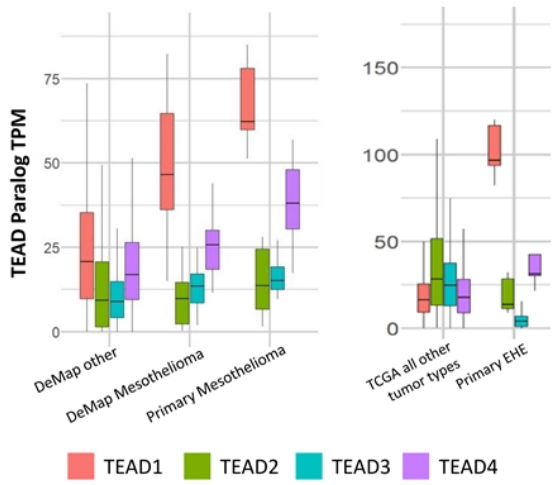 TEAD Paralog TPM
75
50
25
0
DeMap other
DeMap Mesothelioma
Primary Mesothelioma
150
100
50
0
TCGA all other
tumor types
Primary EHE
TEAD1 TEAD2 TEAD3 TEAD4